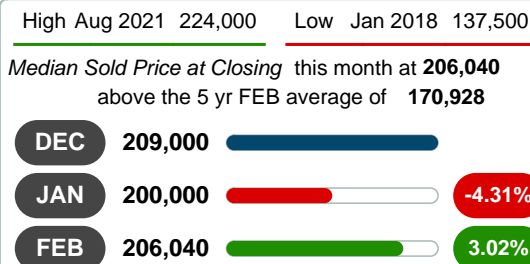 High Aug 2021 224,000 Low Jan 2018 137,500
Median Sold Price at Closing this month at 206,040
above the 5 yr FEB average of 170,928
DEC 209,000
JAN 200,000 -4.31%
FEB 206,040 3.02%